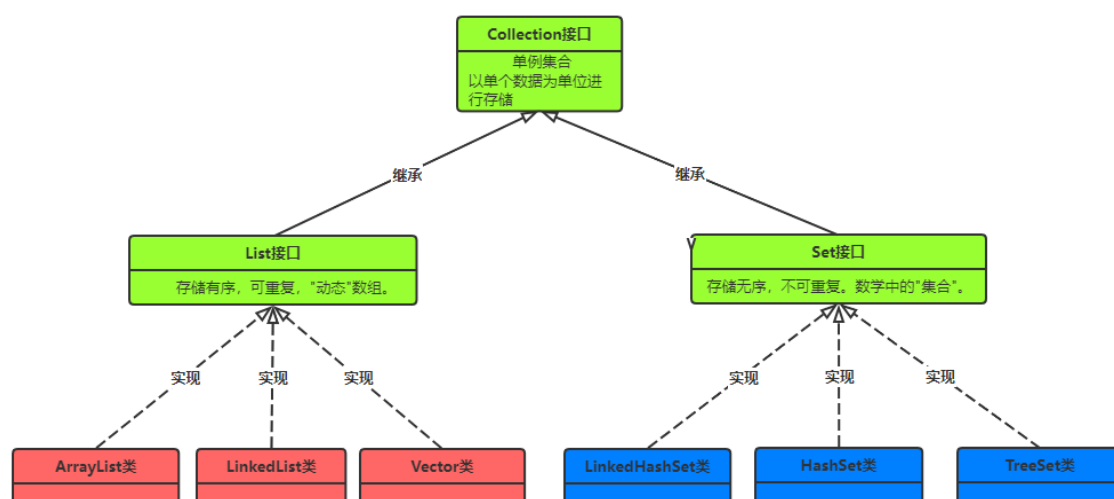 Collection接口
单例集合
以单个数据为单位进
行存储
继承
继承
List接口
存储有序，可重复，"动态"数组。
V
Set接口
存储无序，不可重复。数学中的"集合"。
实现
实现
实现
实现
实现
实现
ArrayList类
LinkedList类
Vector类
LinkedHashSet类
HashSet类
TreeSet类